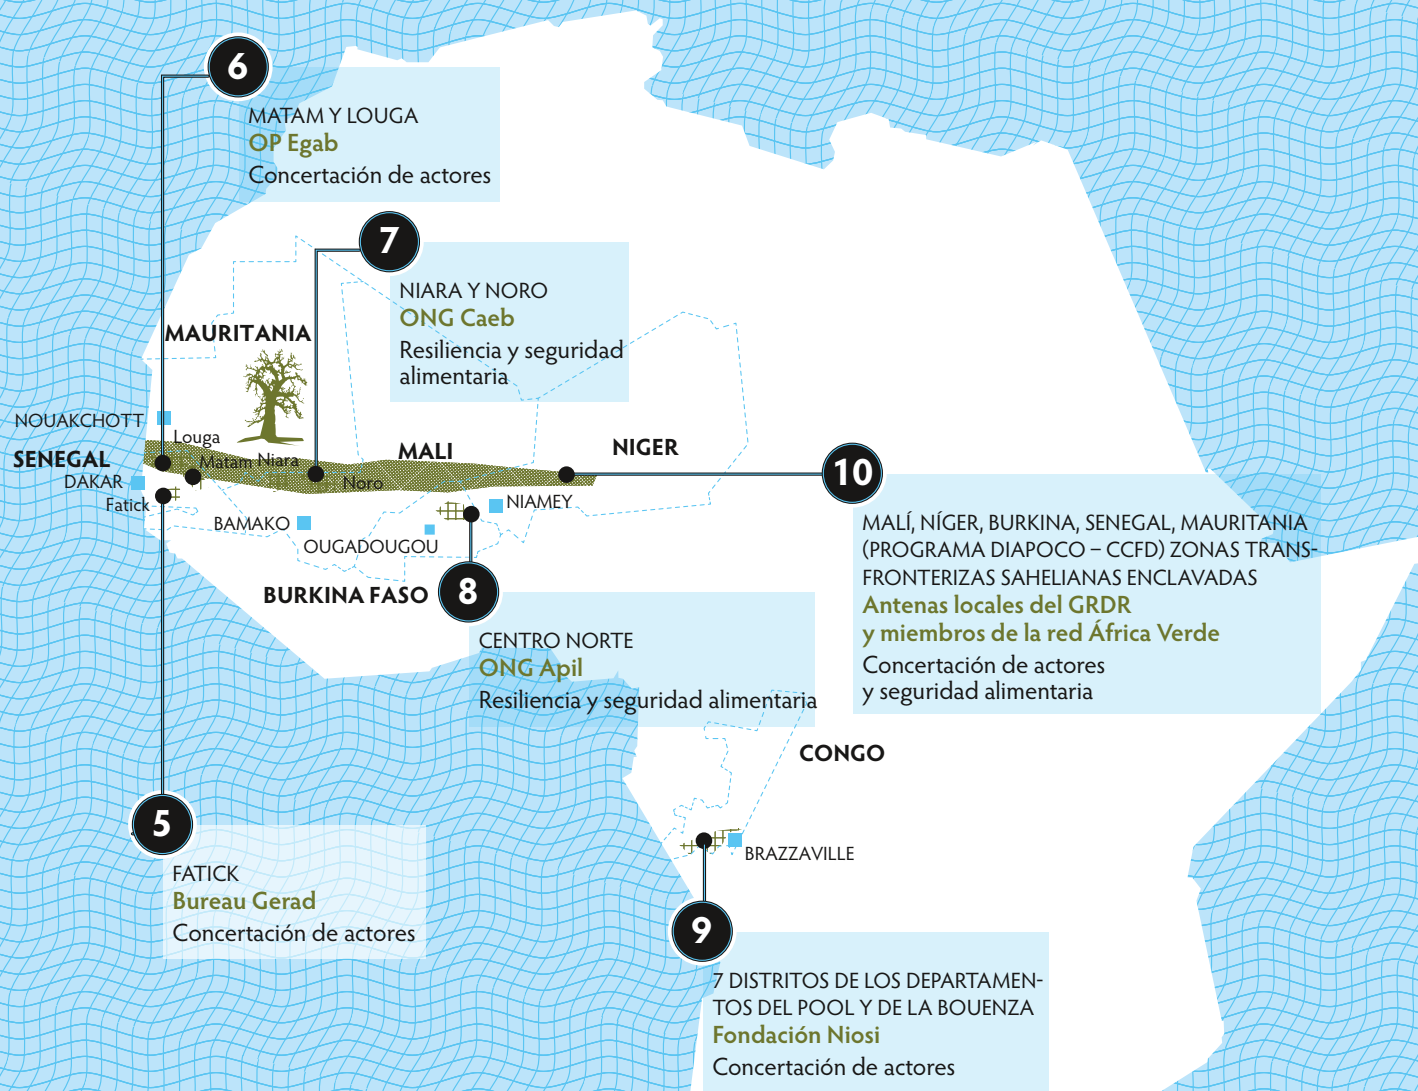 6
MATAM Y LOUGA
OP Egab
Concertación de actores
7
NIARA Y NORO
ONG Caeb
Resiliencia y seguridad
alimentaria
MAURITANIA
NOUAKCHOTT
Louga
SENEGAL
Matam
Niara
MALI
NIGER
DAKAR
Noro
Fatick
BAMAKO
NIAMEY
OUGADOUGOU
BURKINA FASO
10
MALÍ, NÍGER, BURKINA, SENEGAL, MAURITANIA
(PROGRAMA DIAPOCO – CCFD) ZONAS TRANS-
FRONTERIZAS SAHELIANAS ENCLAVADAS
Antenas locales del GRDR
y miembros de la red África Verde
Concertación de actores
y seguridad alimentaria
8
CENTRO NORTE
ONG Apil
Resiliencia y seguridad alimentaria
CONGO
BRAZZAVILLE
5
FATICK
Bureau Gerad
Concertación de actores
9
7 DISTRITOS DE LOS DEPARTAMEN-
TOS DEL POOL Y DE LA BOUENZA
Fondación Niosi
Concertación de actores